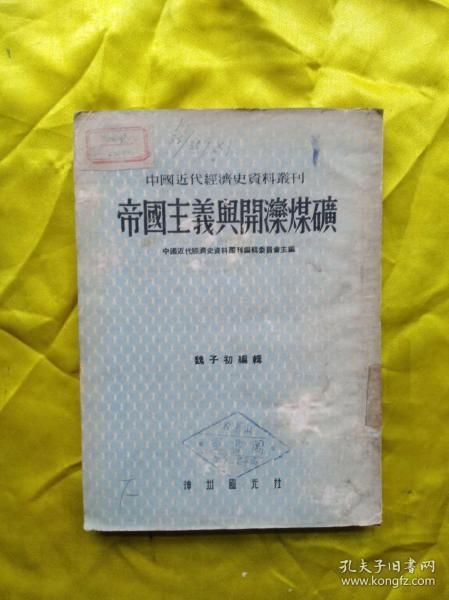 中國近代經濟史資料叢刊
帝國主義與開灤煤礦
中國近代經濟史資料叢刊編輯委員會主編
魏子初編輯
神州國光社
孔夫子旧书网
www.kongfz.com